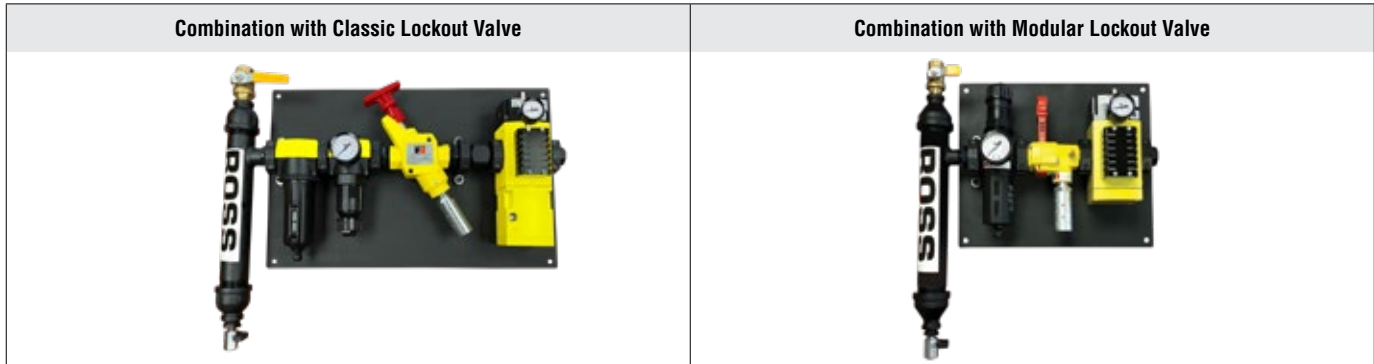 Combination with Classic Lockout Valve
Combination with Modular Lockout Valve
ROSS
ROSS